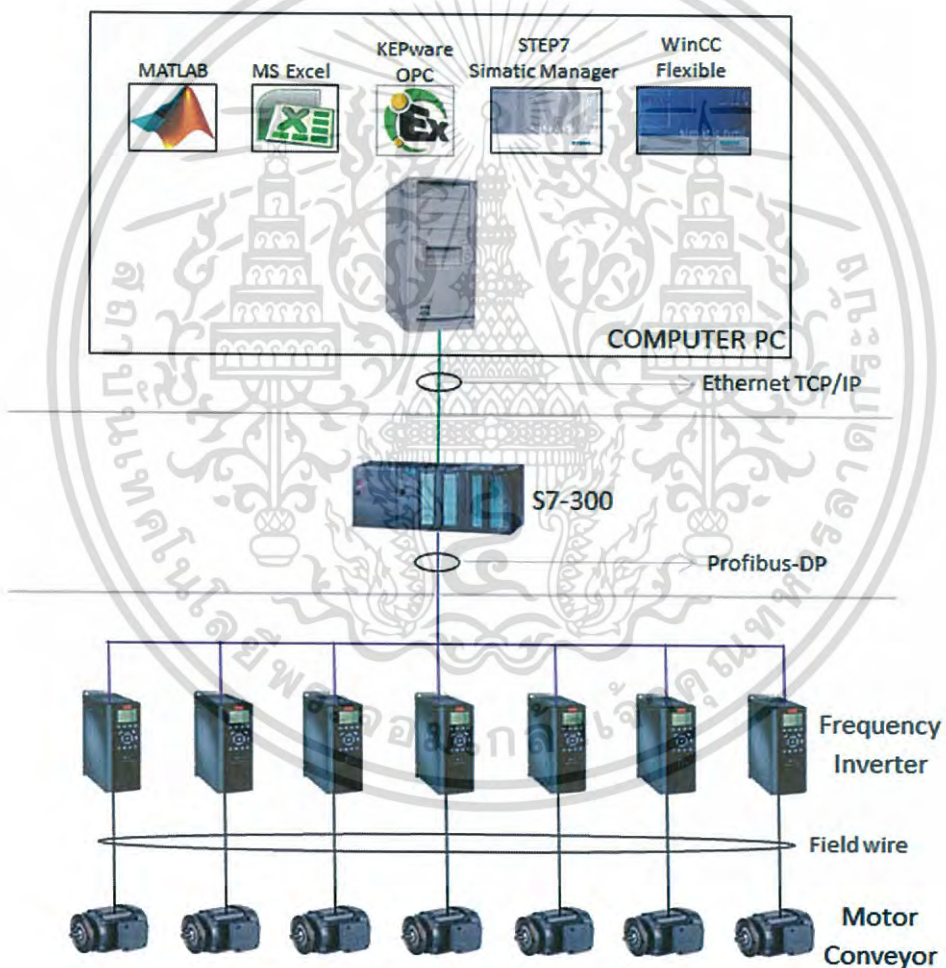 MATLAB
MS Excel
KEPware
OPC
STEP7
Simatic Manager
WinCC
Flexible
COMPUTER PC
Ethernet TCP/IP
S7-300
Profibus-DP
Frequency
Inverter
Field wire
Motor
Conveyor